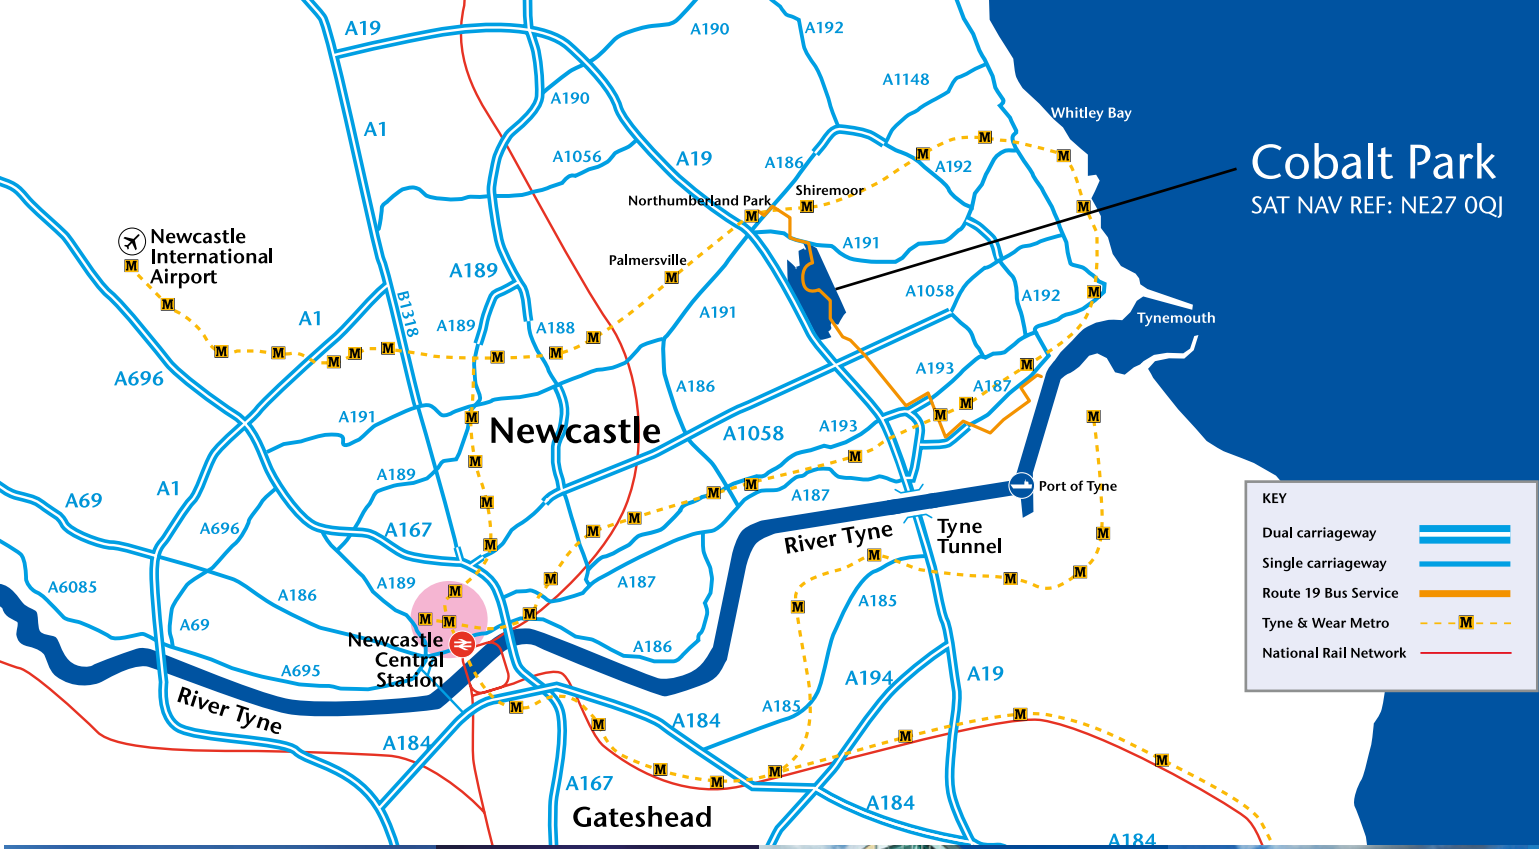 A19
A190
A192
A1148
A190
A1
Whitley Bay
A1056
A19
A186
A192
Cobalt Park
SAT NAV REF: NE27 0QJ
Shiremoor
Northumberland Park
Newcastle
International
Airport
A191
Palmersville
A189
A1058
A192
B1318
A191
Tynemouth
A1
A189
A188
A696
A193
A186
A187
A191
Newcastle
A1058
A193
A189
A1
A69
A187
Port of Tyne
A696
A167
River Tyne
Tyne
Tunnel
KEY
Dual carriageway
Single carriageway
Route 19 Bus Service
Tyne & Wear Metro
M
National Rail Network
A6085
A186
A189
A187
A185
A69
Newcastle
Central
Station
A186
A695
A194
A19
River Tyne
A185
A184
A184
A167
Gateshead
A184
A184